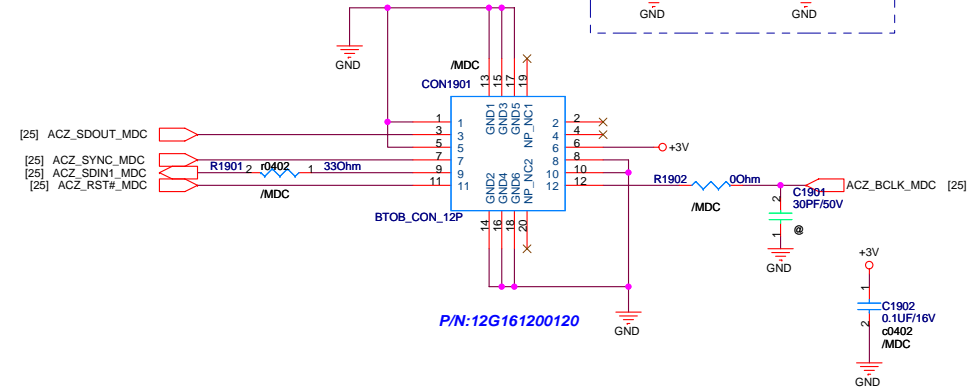 GND
GND
GND
/MDC
CON1901
13
15
17
19
GND1
GND3
GND5
NP_NC1
1
1
2
2
[25] ACZ_SDOUT_MDC
3
3
4
4
5
5
6
6
+3V
[25] ACZ_SYNC_MDC
7
7
8
8
[25] ACZ_SDIN1_MDC
R1901
2
r0402
1
33Ohm
9
9
10
10
[25] ACZ_RST#_MDC
/MDC
11
11
12
12
R1902
0Ohm
/MDC
ACZ_BCLK_MDC [25]
GND2
GND4
GND6
NP_NC2
BTOB_CON_12P
14
16
18
20
2
C1901
30PF/50V
1
@
GND
P/N:12G161200120
GND
+3V
1
C1902
0.1UF/16V
2
c0402
/MDC
GND